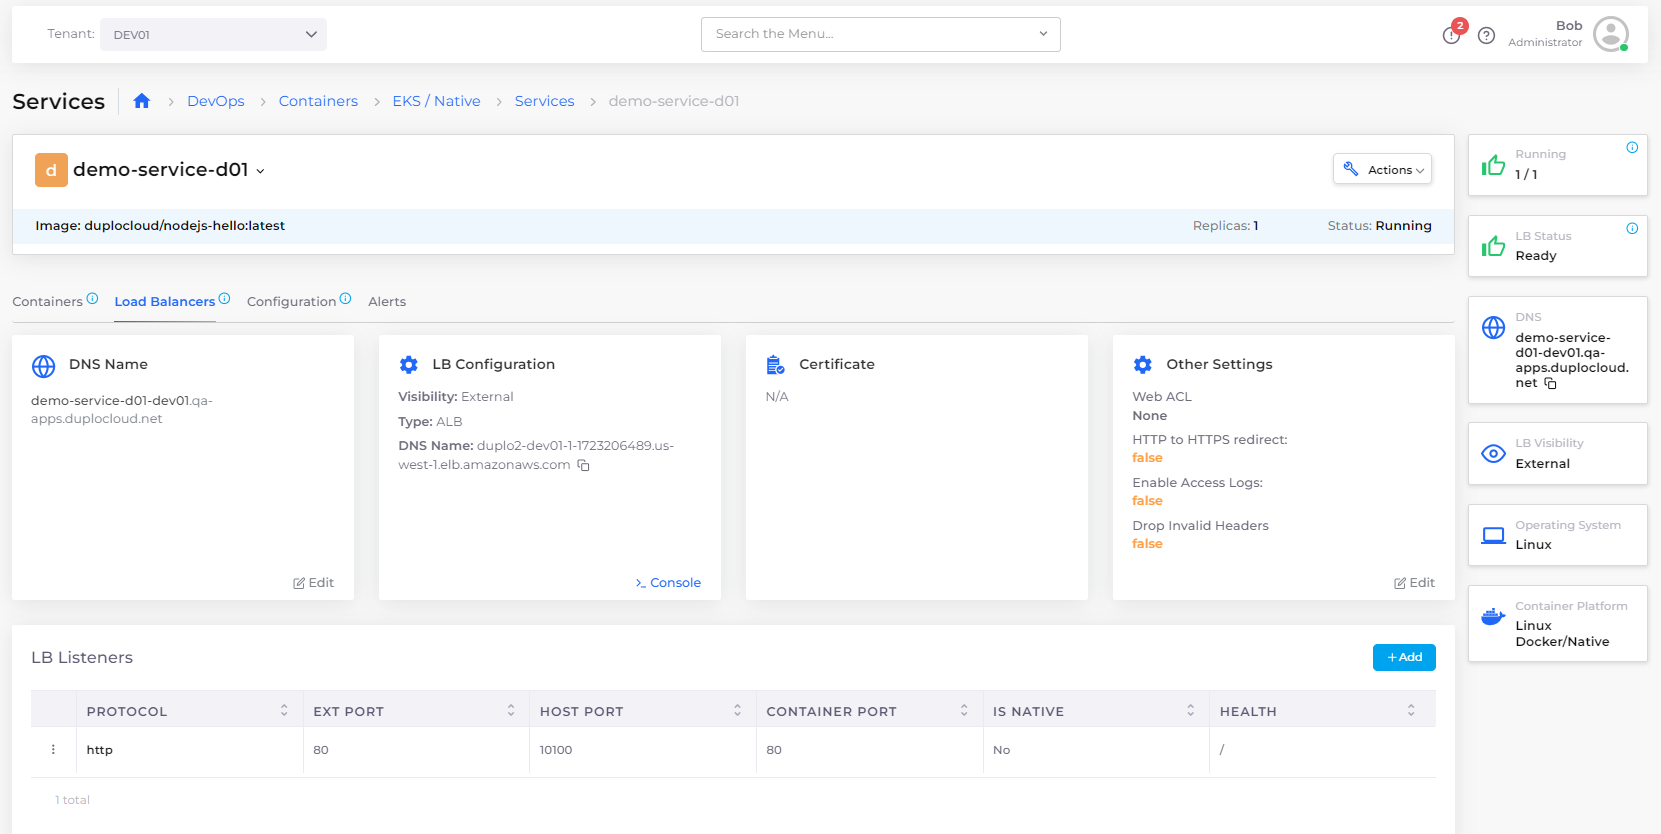 Tenant: DEV01 Search the Menu... 2 Bob
Administrator
Services DevOps Containers EKS / Native Services demo-service-d01
d demo-service-d01 Actions
Image: duplocloud/nodejs-hello:latest Replicas: 1 Status: Running
Containers Load Balancers Configuration Alerts
DNS Name
demo-service-d01-dev01.qa-
apps.duplocloud.net
Edit
LB Configuration
Visibility: External
Type: ALB
DNS Name: duplo2-dev01-1-1723206489.us-
west-1.elb.amazonaws.com
Console
Certificate
N/A
Other Settings
Web ACL
None
HTTP to HTTPS redirect:
false
Enable Access Logs:
false
Drop Invalid Headers
false
Edit
LB Listeners
+ Add
PROTOCOL EXT PORT HOST PORT CONTAINER PORT IS NATIVE HEALTH
http 80 10100 80 No /
1 total
Running
1 / 1
LB Status
Ready
DNS
demo-service-
d01-dev01.qa-
apps.duplocloud.
net
LB Visibility
External
Operating System
Linux
Container Platform
Linux
Docker/Native